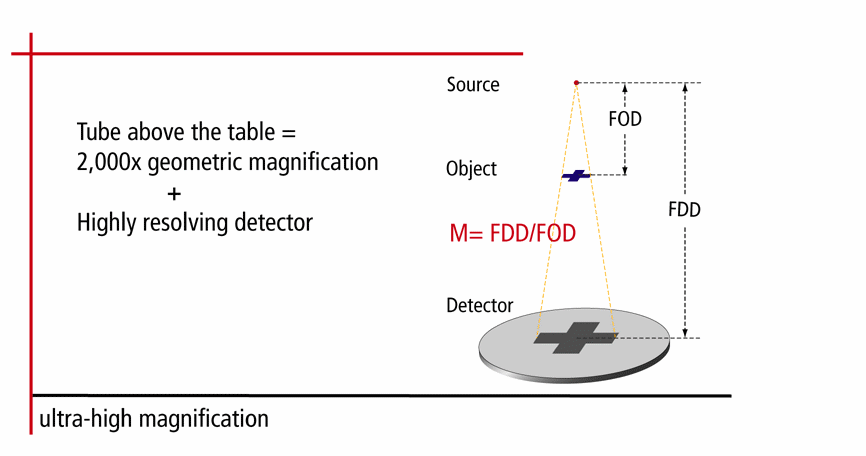 Tube above the table =
2,000x geometric magnification
+
Highly resolving detector
Source
FOD
Object
FDD
M= FDD/FOD
Detector
ultra-high magnification